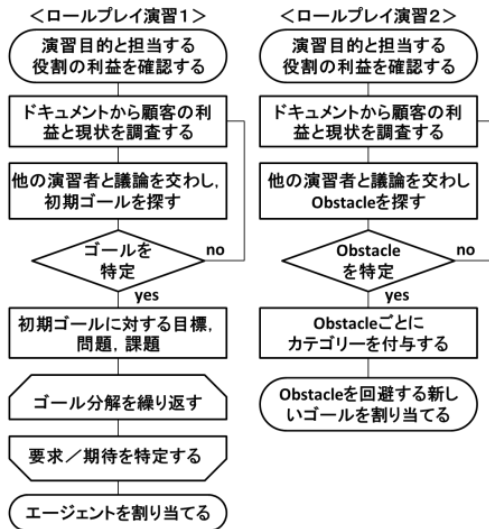 ＜ロールプレイ演習１＞
演習目的と担当する
役割の利益を確認する
ドキュメントから顧客の利
益と現状を調査する
他の演習者と議論を交わし，
初期ゴールを探す
ゴールを
特定
no
yes
初期ゴールに対する目標，
問題，課題
ゴール分解を繰り返す
要求／期待を特定する
エージェントを割り当てる
＜ロールプレイ演習２＞
演習目的と担当する
役割の利益を確認する
ドキュメントから顧客の利
益と現状を調査する
他の演習者と議論を交わし
Obstacleを探す
Obstacle
を特定
no
yes
Obstacleごとに
カテゴリーを付与する
Obstacleを回避する新し
いゴールを割り当てる